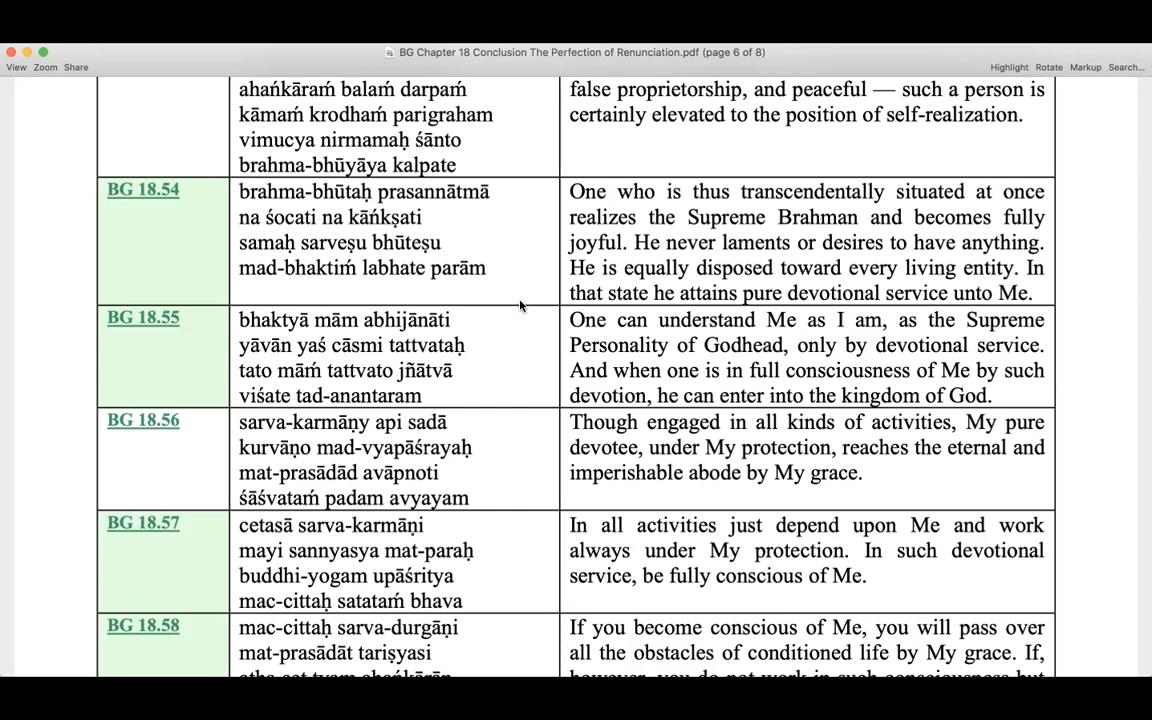 BG Chapter 18 Conclusion The Perfection of Renunciation.pdf (page 6 of 8)
View Zoom Share
Highlight Rotate Markup Search...
ahaṅkāraṁ balaṁ darpaṁ
kāmaṁ krodhaṁ parigraham
vimucya nirmamaḥ śānto
brahma-bhūyāya kalpate
false proprietorship, and peaceful — such a person is
certainly elevated to the position of self-realization.
BG 18.54
brahma-bhūtaḥ prasannātmā
na śocati na kāṅkṣati
samaḥ sarveṣu bhūteṣu
mad-bhaktiṁ labhate parām
One who is thus transcendentally situated at once
realizes the Supreme Brahman and becomes fully
joyful. He never laments or desires to have anything.
He is equally disposed toward every living entity. In
that state he attains pure devotional service unto Me.
BG 18.55
bhaktyā mām abhijānāti
yāvān yaś cāsmi tattvataḥ
tato māṁ tattvato jñātvā
viśate tad-anantaram
One can understand Me as I am, as the Supreme
Personality of Godhead, only by devotional service.
And when one is in full consciousness of Me by such
devotion, he can enter into the kingdom of God.
BG 18.56
sarva-karmāṇy api sadā
kurvāṇo mad-vyapāśrayaḥ
mat-prasādād avāpnoti
śāśvataṁ padam avyayam
Though engaged in all kinds of activities, My pure
devotee, under My protection, reaches the eternal and
imperishable abode by My grace.
BG 18.57
cetasā sarva-karmāṇi
mayi sannyasya mat-paraḥ
buddhi-yogam upāśritya
mac-cittaḥ satataṁ bhava
In all activities just depend upon Me and work
always under My protection. In such devotional
service, be fully conscious of Me.
BG 18.58
mac-cittaḥ sarva-durgāṇi
mat-prasādāt tariṣyasi
If you become conscious of Me, you will pass over
all the obstacles of conditioned life by My grace. If,
however, you do not work in such consciousness but